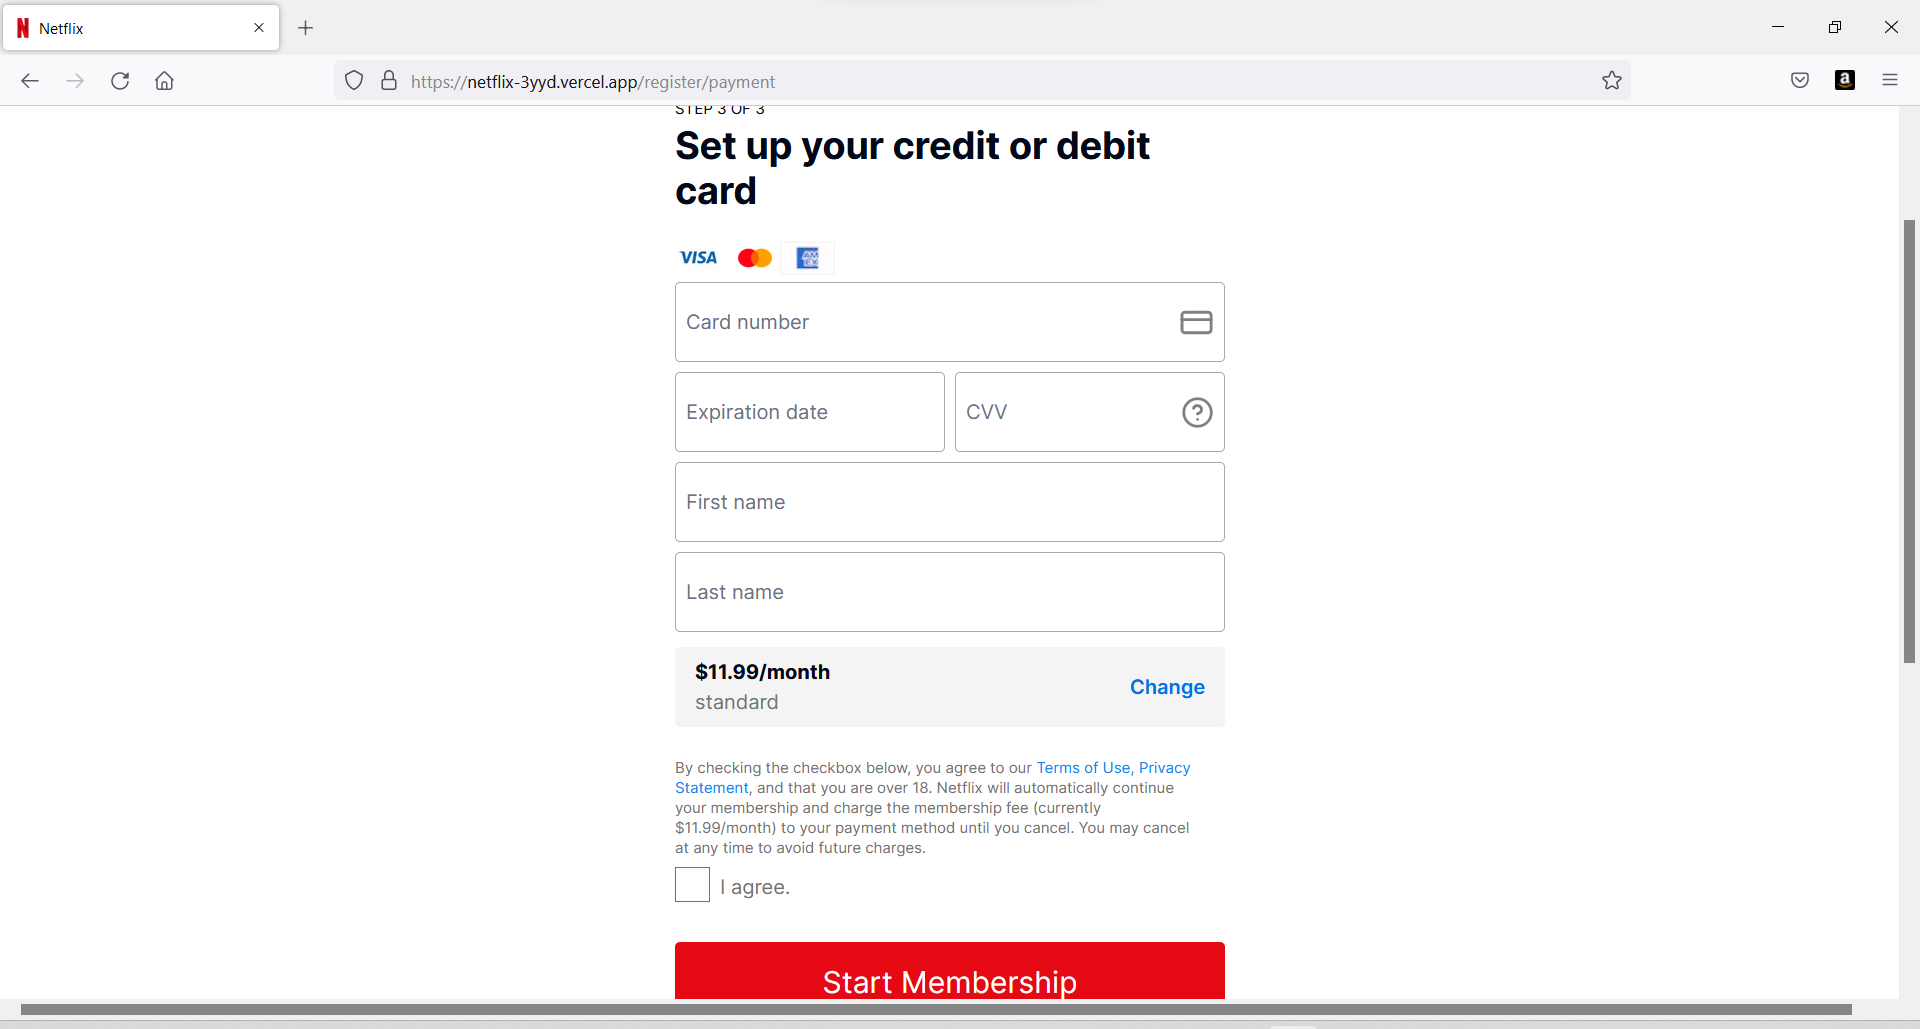 Netflix
https://netflix-3yyd.vercel.app/register/payment
STEP 3 OF 3
Set up your credit or debit
card
VISA AMEX
Card number
Expiration date CVV
First name
Last name
$11.99/month
standard
Change
By checking the checkbox below, you agree to our Terms of Use, Privacy
Statement, and that you are over 18. Netflix will automatically continue
your membership and charge the membership fee (currently
$11.99/month) to your payment method until you cancel. You may cancel
at any time to avoid future charges.
I agree.
Start Membership